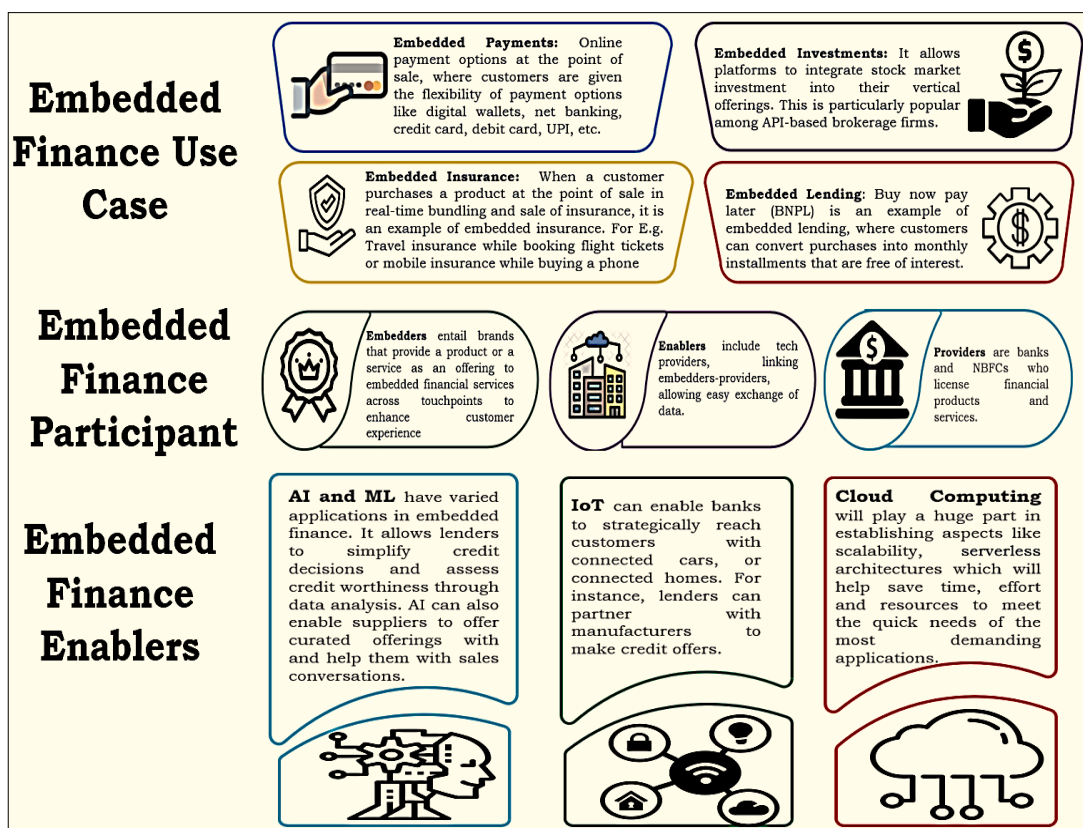 Embedded
Finance Use
Case
Embedded Payments: Online
payment options at the point of
sale, where customers are given
the flexibility of payment options
like digital wallets, net banking,
credit card, debit card, UPI, etc.
Embedded Investments: It allows
platforms to integrate stock market
investment into their vertical
offerings. This is particularly popular
among API-based brokerage firms.
Embedded Insurance: When a customer
purchases a product at the point of sale in
real-time bundling and sale of insurance, it is
an example of embedded insurance. For E.g.
Travel insurance while booking flight tickets
or mobile insurance while buying a phone
Embedded Lending: Buy now pay
later (BNPL) is an example of
embedded lending, where customers
can convert purchases into monthly
installments that are free of interest.
Embedded
Finance
Participant
Embedders entail brands
that provide a product or a
service as an offering to
embedded financial services
across touchpoints to
enhance customer
experience
Enablers include tech
providers, linking
embedders-providers,
allowing easy exchange of
data.
Providers are banks
and NBFCs who
license financial
products and
services.
Embedded
Finance
Enablers
AI and ML have varied
applications in embedded
finance. It allows lenders
to simplify credit
decisions and assess
credit worthiness through
data analysis. AI can also
enable suppliers to offer
curated offerings with
and help them with sales
conversations.
IoT can enable banks
to strategically reach
customers with
connected cars, or
connected homes. For
instance, lenders can
partner with
manufacturers to
make credit offers.
Cloud Computing
will play a huge part in
establishing aspects like
scalability, serverless
architectures which will
help save time, effort
and resources to meet
the quick needs of the
most demanding
applications.